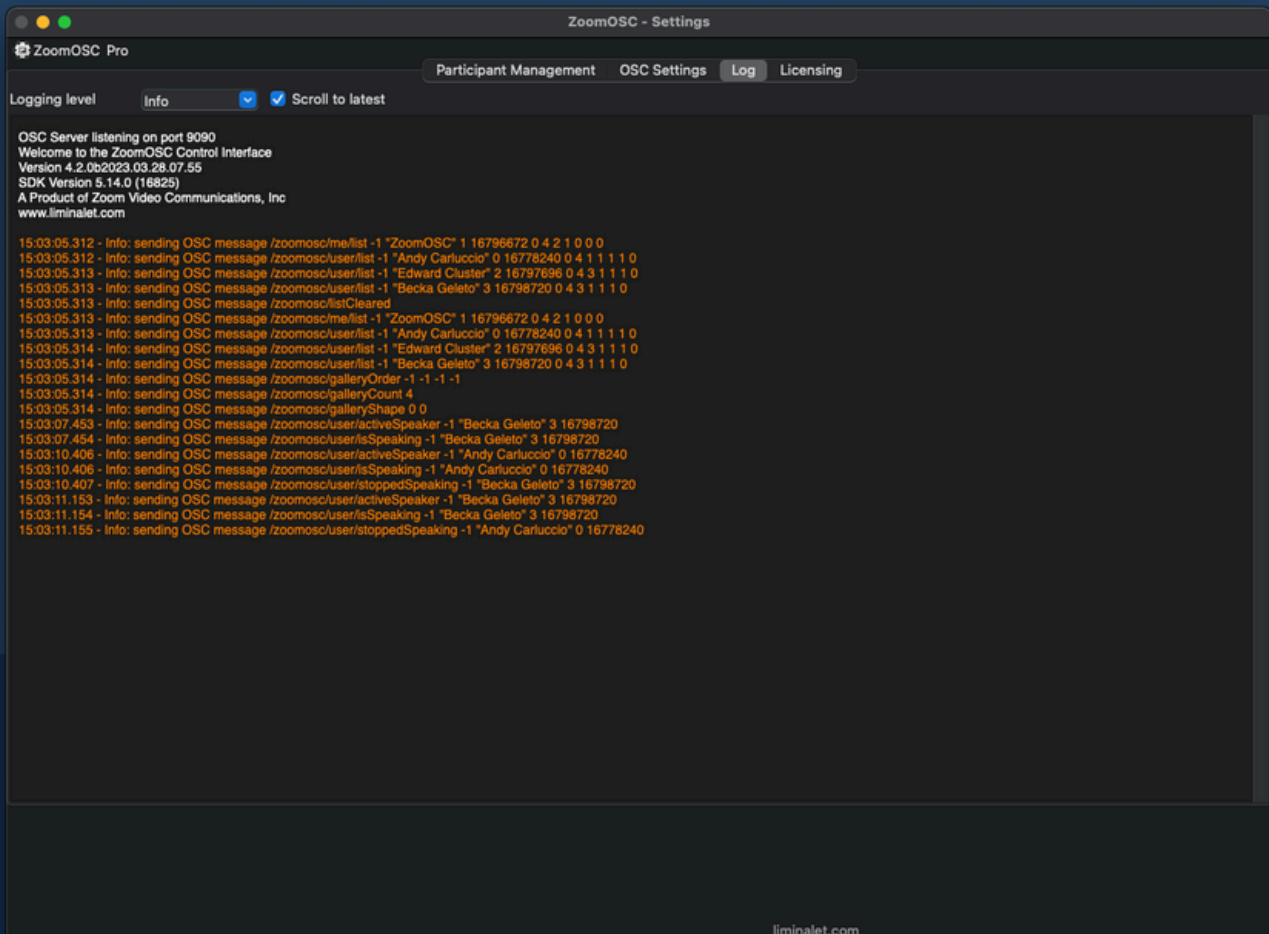 ZoomOSC - Settings
ZoomOSC Pro
Participant Management OSC Settings Log Licensing
Logging level Info Scroll to latest
OSC Server listening on port 9090
Welcome to the ZoomOSC Control Interface
Version 4.2.0b2023.03.28.07.55
SDK Version 5.14.0 (16825)
A Product of Zoom Video Communications, Inc
www.liminalet.com
15:03:05.312 - Info: sending OSC message /zoomosc/me/list -1 "ZoomOSC" 1 16796672 0 4 2 1 0 0 0
15:03:05.312 - Info: sending OSC message /zoomosc/user/list -1 "Andy Carluccio" 0 16778240 0 4 1 1 1 1 0
15:03:05.313 - Info: sending OSC message /zoomosc/user/list -1 "Edward Cluster" 2 16797696 0 4 3 1 1 1 0
15:03:05.313 - Info: sending OSC message /zoomosc/user/list -1 "Becka Geleto" 3 16798720 0 4 3 1 1 1 0
15:03:05.313 - Info: sending OSC message /zoomosc/listCleared
15:03:05.313 - Info: sending OSC message /zoomosc/me/list -1 "ZoomOSC" 1 16796672 0 4 2 1 0 0 0
15:03:05.313 - Info: sending OSC message /zoomosc/user/list -1 "Andy Carluccio" 0 16778240 0 4 1 1 1 1 0
15:03:05.314 - Info: sending OSC message /zoomosc/user/list -1 "Edward Cluster" 2 16797696 0 4 3 1 1 1 0
15:03:05.314 - Info: sending OSC message /zoomosc/user/list -1 "Becka Geleto" 3 16798720 0 4 3 1 1 1 0
15:03:05.314 - Info: sending OSC message /zoomosc/galleryOrder -1 -1 -1 -1
15:03:05.314 - Info: sending OSC message /zoomosc/galleryCount 4
15:03:05.314 - Info: sending OSC message /zoomosc/galleryShape 0 0
15:03:07.453 - Info: sending OSC message /zoomosc/user/activeSpeaker -1 "Becka Geleto" 3 16798720
15:03:07.454 - Info: sending OSC message /zoomosc/user/isSpeaking -1 "Becka Geleto" 3 16798720
15:03:10.406 - Info: sending OSC message /zoomosc/user/activeSpeaker -1 "Andy Carluccio" 0 16778240
15:03:10.406 - Info: sending OSC message /zoomosc/user/isSpeaking -1 "Andy Carluccio" 0 16778240
15:03:10.407 - Info: sending OSC message /zoomosc/user/stoppedSpeaking -1 "Becka Geleto" 3 16798720
15:03:11.153 - Info: sending OSC message /zoomosc/user/activeSpeaker -1 "Becka Geleto" 3 16798720
15:03:11.154 - Info: sending OSC message /zoomosc/user/isSpeaking -1 "Becka Geleto" 3 16798720
15:03:11.155 - Info: sending OSC message /zoomosc/user/stoppedSpeaking -1 "Andy Carluccio" 0 16778240
liminalet.com